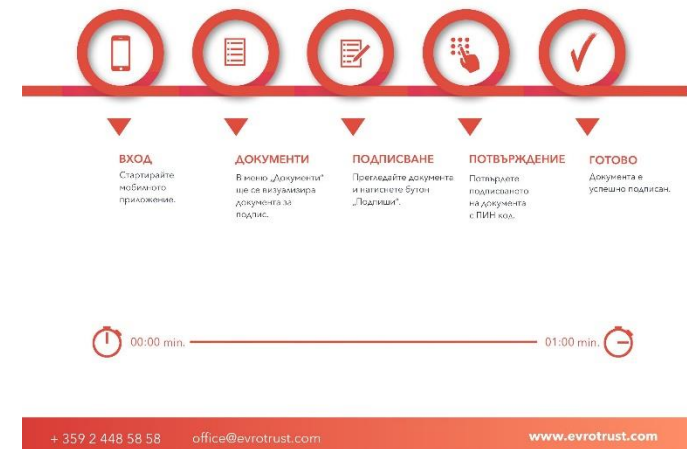 ВХОД
Стартирайте
мобилното
приложение.
ДОКУМЕНТИ
В меню „Документи“
ще се визуализира
документа за
подпис.
ПОДПИСВАНЕ
Прегледайте документа
и натиснете бутон
„Подпиши“.
ПОТВЪРЖДЕНИЕ
Потвърдете
подписването
на документа
с ПИН код.
ГОТОВО
Документа е
успешно подписан.
00:00 min.
01:00 min.
+ 359 2 448 58 58 office@evrotrust.com www.evrotrust.com